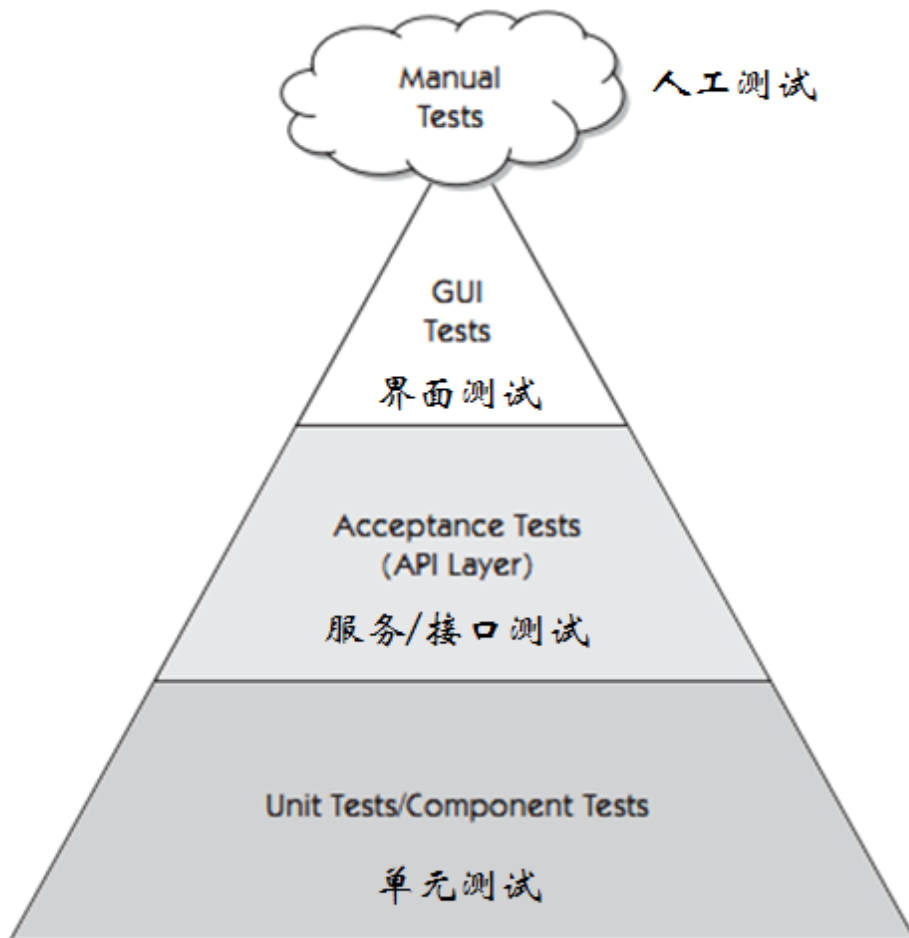 Manual
Tests
人工测试
GUI
Tests
界面测试
Acceptance Tests
(API Layer)
服务/接口测试
Unit Tests/Component Tests
单元测试